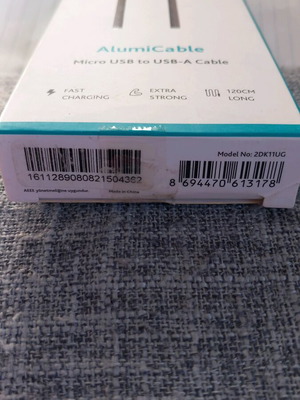 AlumiCable
Micro USB to USB-A Cable
FAST
CHARGING
EXTRA
STRONG
120CM
LONG
Model No: 2DK11UG
1611289080821504362
8 694470 613178
Made in China